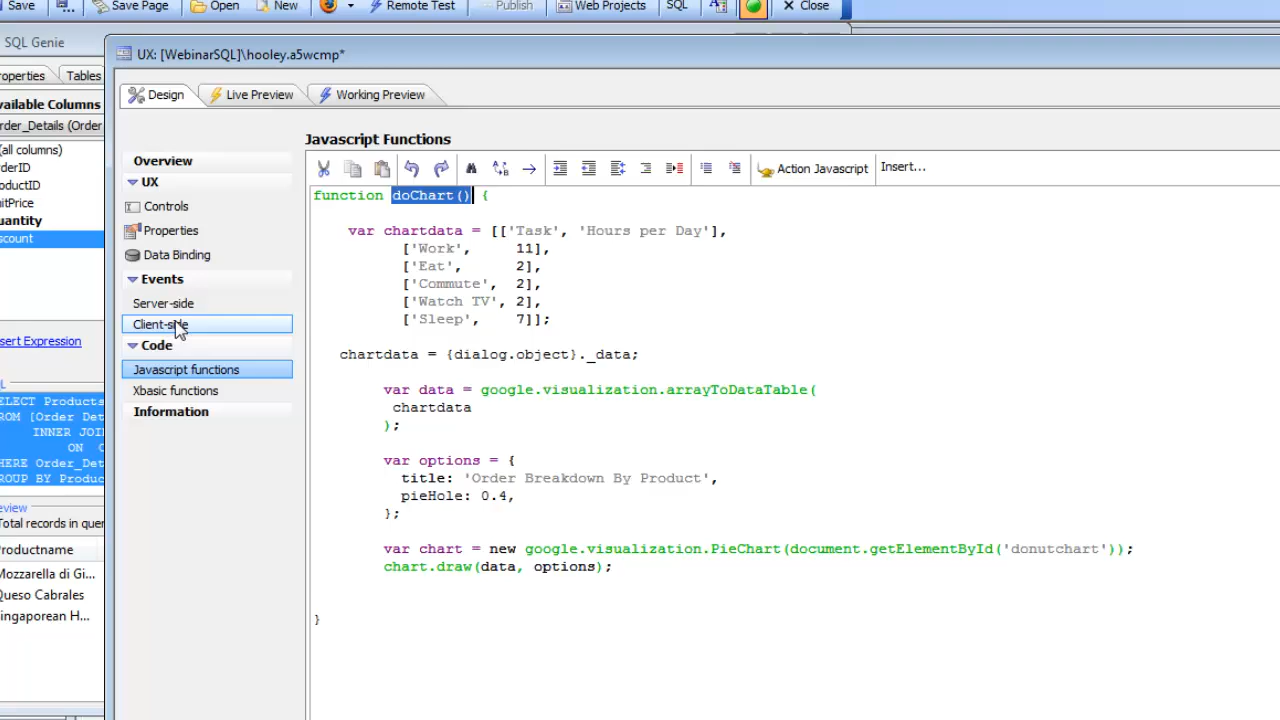 Save Save Page Open New Remote Test Publish Web Projects SQL Close
SQL Genie
UX: [WebinarSQL]\hooley.a5wcmp*
operties Tables
Design Live Preview Working Preview
vailable Columns
rder_Details (Order
(all columns)
rderID
roductID
nitPrice
uantity
scount
sert Expression
QL
ELECT Products
ROM [Order Det
INNER JOI
ON O
HERE Order_Det
GROUP BY Produc
review
Total records in quer
Productname
Mozzarella di Gi...
Queso Cabrales
ingaporean H...
Overview
UX
Controls
Properties
Data Binding
Events
Server-side
Client-side
Code
Javascript functions
Xbasic functions
Information
Javascript Functions
Action Javascript Insert...
function doChart() {
var chartdata = [['Task', 'Hours per Day'],
['Work', 11],
['Eat', 2],
['Commute', 2],
['Watch TV', 2],
['Sleep', 7]];
chartdata = {dialog.object}._data;
var data = google.visualization.arrayToDataTable(
chartdata
);
var options = {
title: 'Order Breakdown By Product',
pieHole: 0.4,
};
var chart = new google.visualization.PieChart(document.getElementById('donutchart'));
chart.draw(data, options);
}